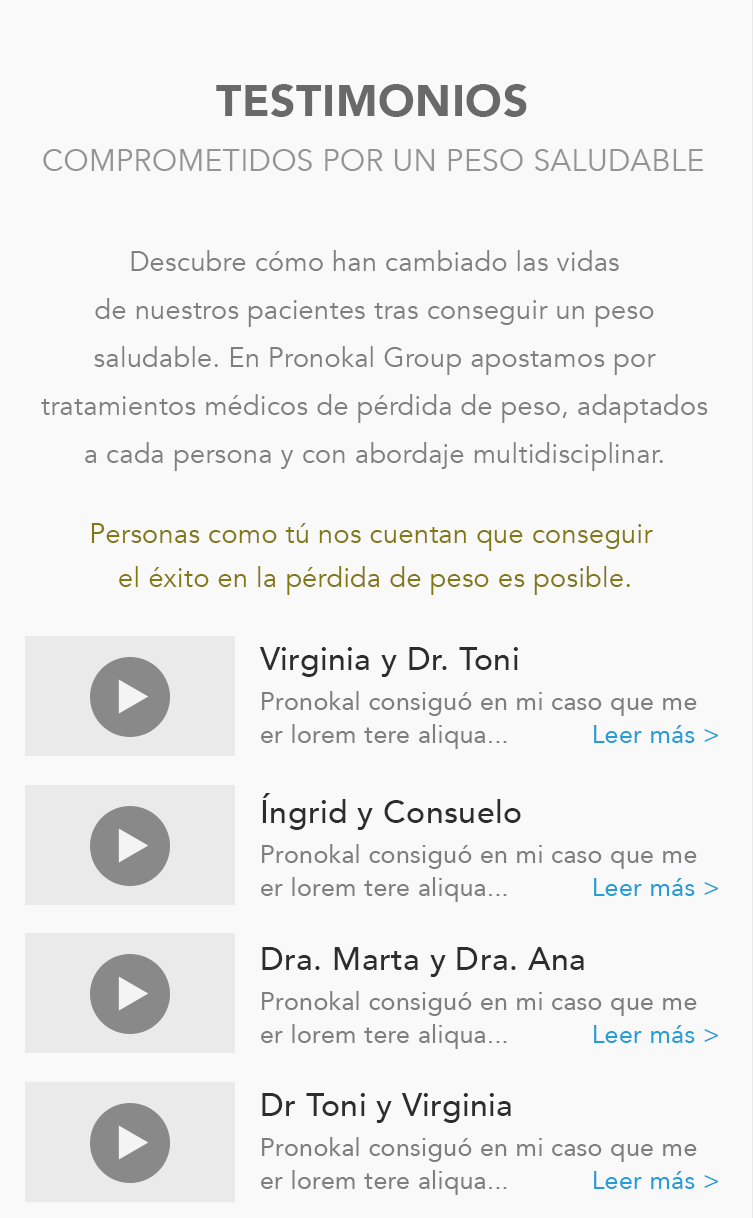 TESTIMONIOS
COMPROMETIDOS POR UN PESO SALUDABLE
Descubre cómo han cambiado las vidas
de nuestros pacientes tras conseguir un peso
saludable. En Pronokal Group apostamos por
tratamientos médicos de pérdida de peso, adaptados
a cada persona y con abordaje multidisciplinar.
Personas como tú nos cuentan que conseguir
el éxito en la pérdida de peso es posible.
Virginia y Dr. Toni
Pronokal consiguó en mi caso que me
er lorem tere aliqua... Leer más >
Íngrid y Consuelo
Pronokal consiguó en mi caso que me
er lorem tere aliqua... Leer más >
Dra. Marta y Dra. Ana
Pronokal consiguó en mi caso que me
er lorem tere aliqua... Leer más >
Dr Toni y Virginia
Pronokal consiguó en mi caso que me
er lorem tere aliqua... Leer más >